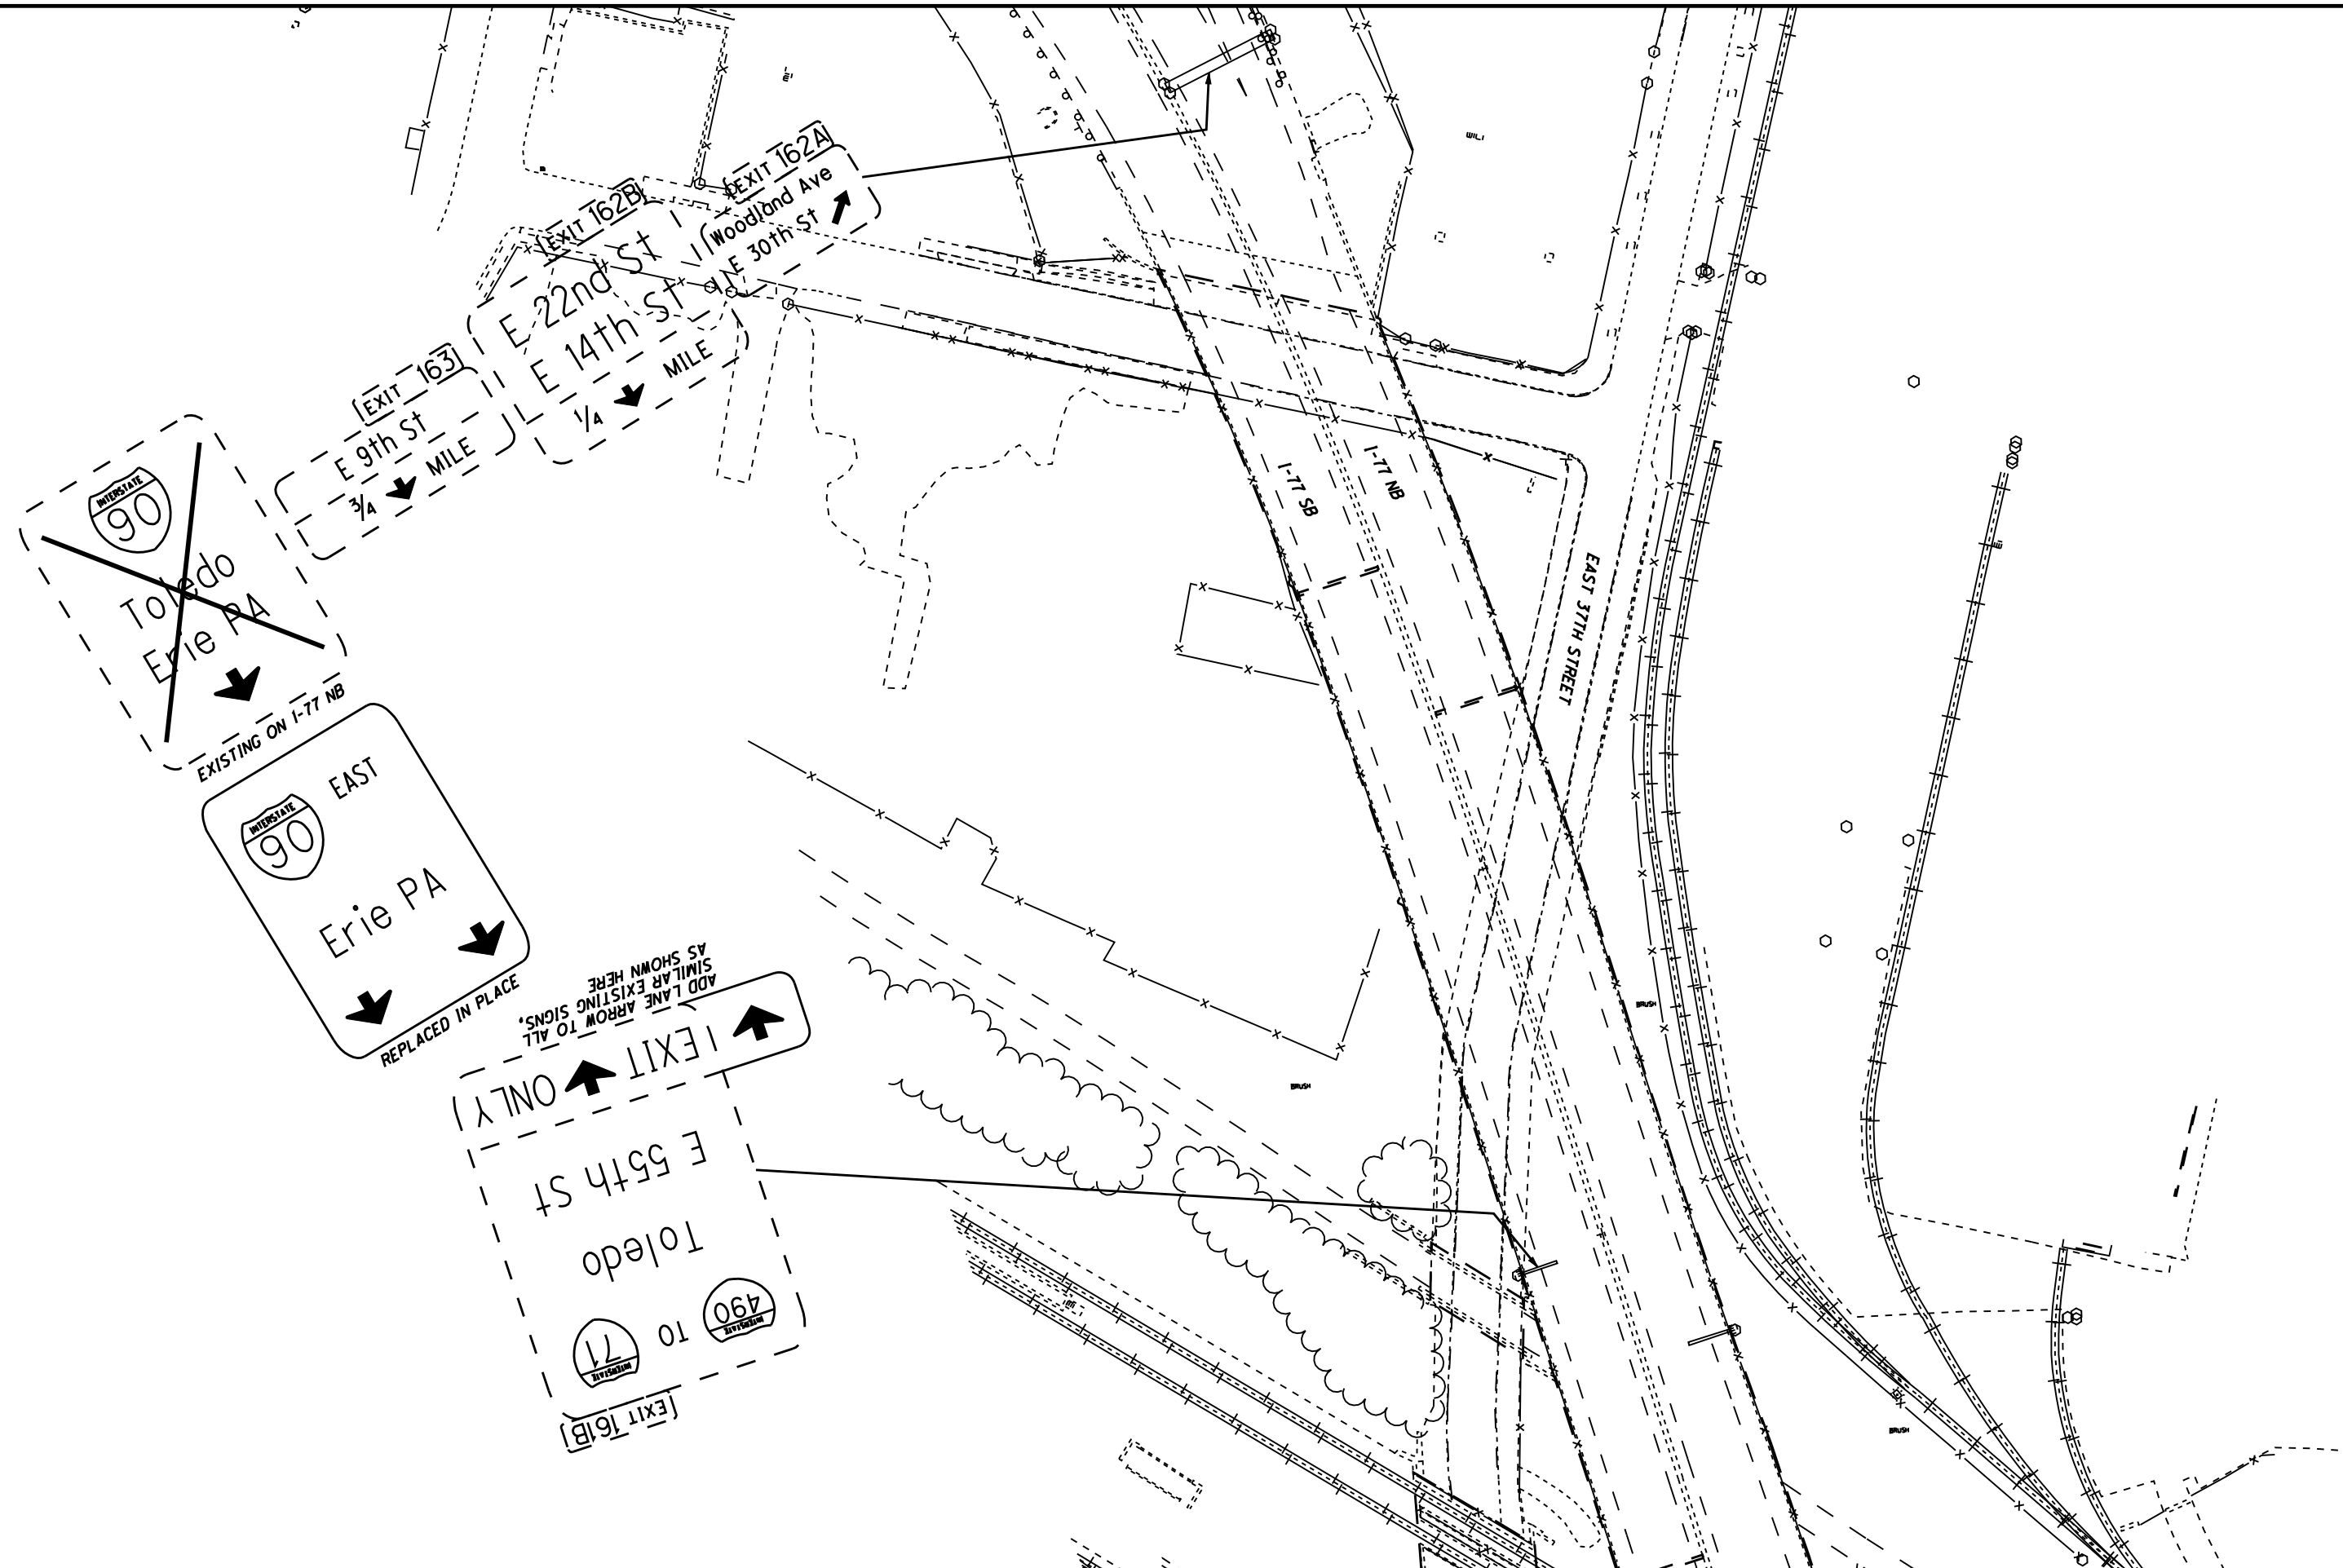 EXIT 162A
Woodland Ave
E 30th St
EXIT 162B
E 22nd St
E 14th St
1/4 MILE
EXIT 163
E 9th St
3/4 MILE
INTERSTATE
90
Toledo
Erie PA
EXISTING ON I-77 NB
INTERSTATE
90 EAST
Erie PA
REPLACED IN PLACE
ADD LANE ARROW TO ALL
SIMILAR EXISTING SIGNS,
AS SHOWN HERE
EXIT 161B
INTERSTATE
490 TO
INTERSTATE
71
Toledo
E 55th St
EXIT ONLY
I-77 SB
I-77 NB
EAST 37TH STREET
BRUSH
BRUSH
BRUSH